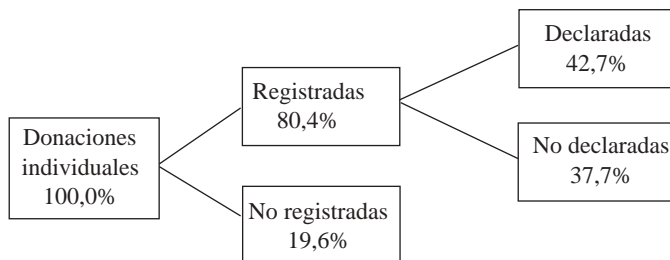 Donaciones
individuales
100,0%
Registradas
80,4%
No registradas
19,6%
Declaradas
42,7%
No declaradas
37,7%